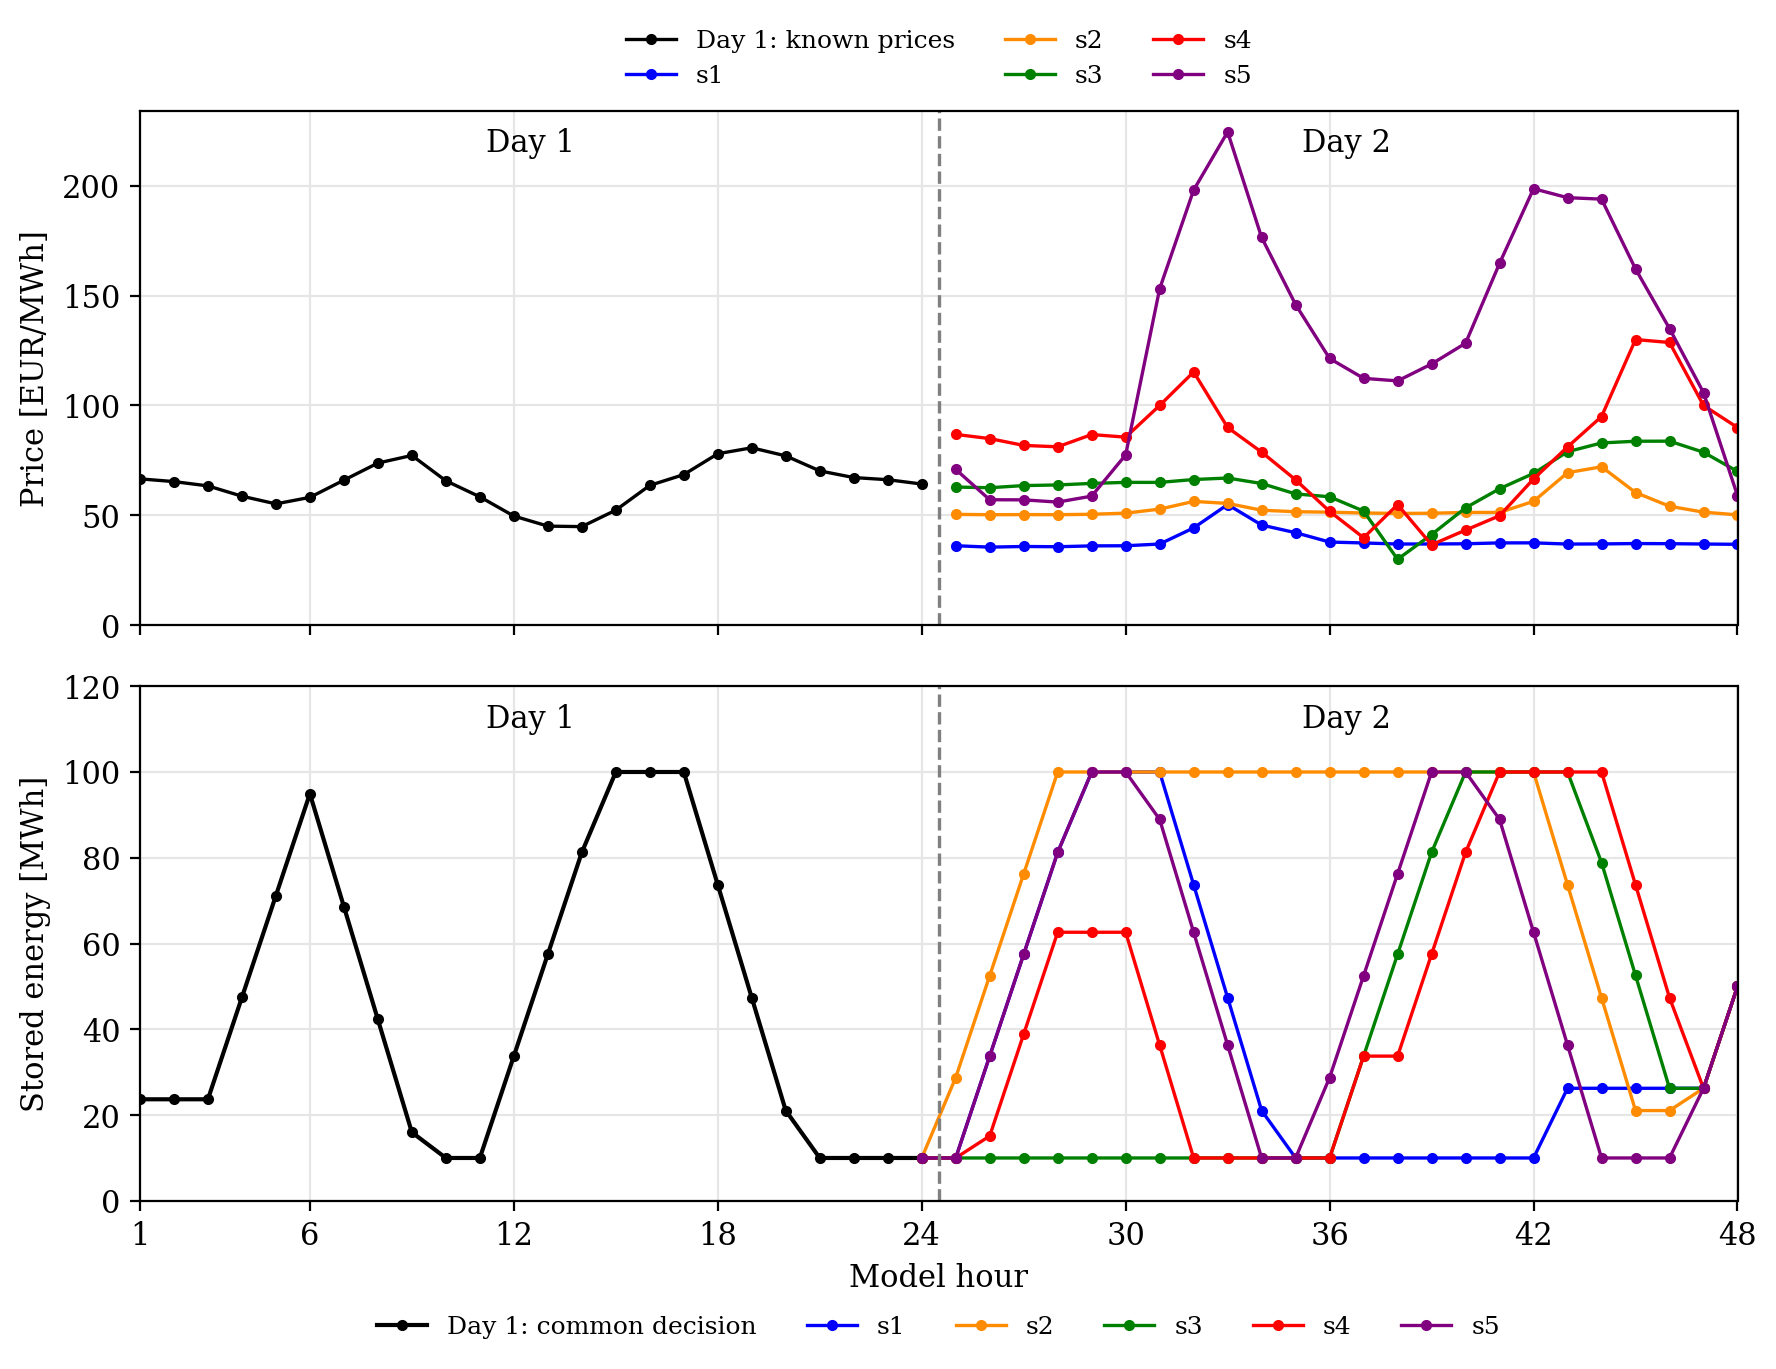 Day 1: known prices s2 s4
s1 s3 s5
Day 1 Day 2
Price [EUR/MWh]
200
150
100
50
0
Day 1 Day 2
Stored energy [MWh]
120
100
80
60
40
20
0
1 6 12 18 24 30 36 42 48
Model hour
Day 1: common decision s1 s2 s3 s4 s5